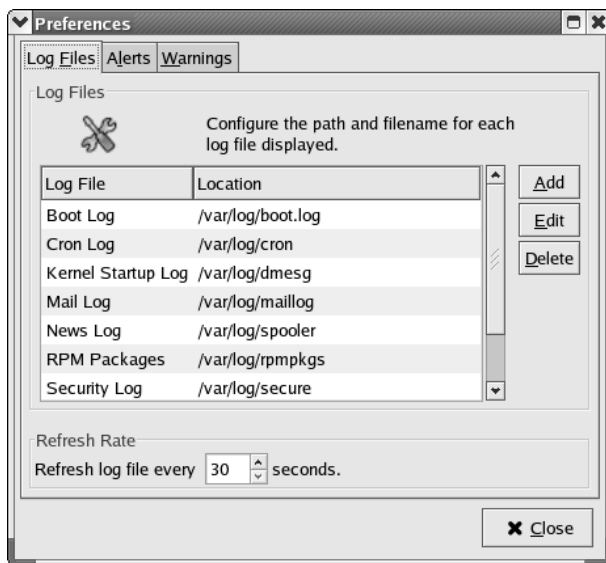 Preferences
Log Files Alerts Warnings
Log Files
Configure the path and filename for each
log file displayed.
Log File Location
Boot Log /var/log/boot.log
Cron Log /var/log/cron
Kernel Startup Log /var/log/dmesg
Mail Log /var/log/maillog
News Log /var/log/spooler
RPM Packages /var/log/rpmpkgs
Security Log /var/log/secure
Add
Edit
Delete
Refresh Rate
Refresh log file every 30 seconds.
Close